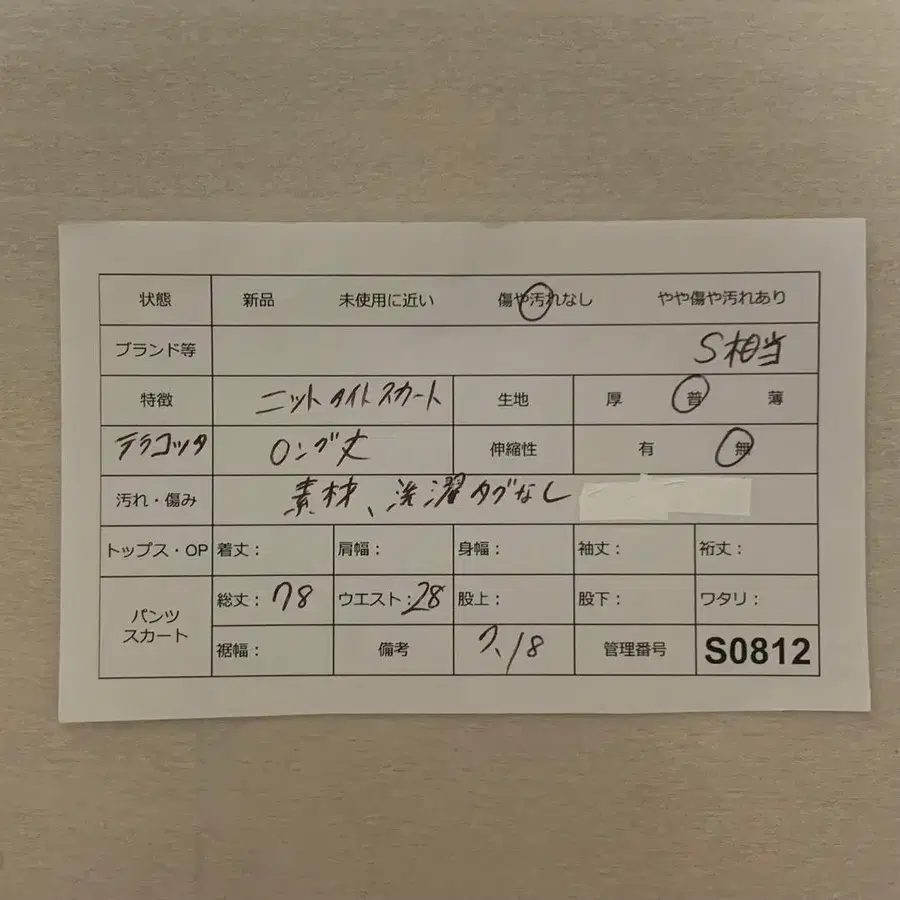 状態 新品 未使用に近い 傷や汚れなし やや傷や汚れあり
ブランド等 S相当
特徴 ニットタイトスカート 生地 厚 普 薄
テラコッタ ロング丈 伸縮性 有 無
汚れ・傷み 素材、洗濯タグなし
トップス・OP 着丈: 肩幅: 身幅: 袖丈: 裄丈:
パンツ スカート 総丈: 78 ウエスト: 28 股上: 股下: ワタリ:
裾幅: 備考 7、18 管理番号 S0812